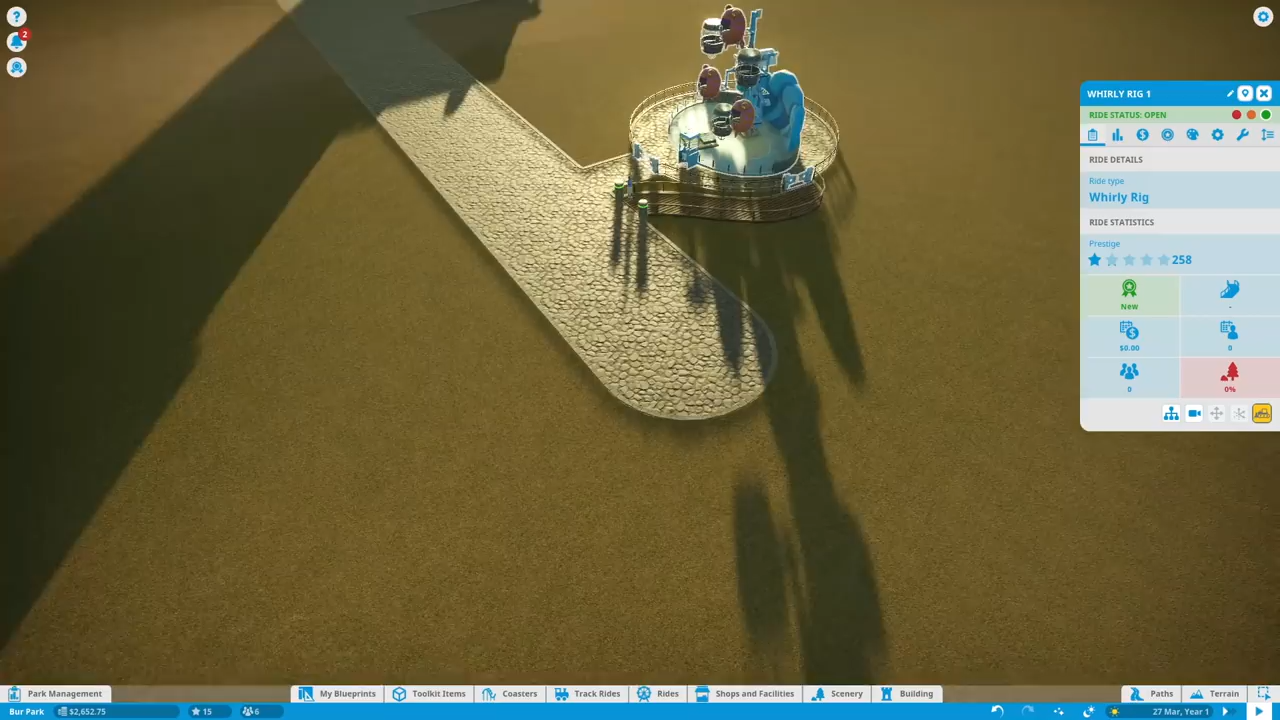 ?
2
WHIRLY RIG 1
RIDE STATUS: OPEN
RIDE DETAILS
Ride type
Whirly Rig
RIDE STATISTICS
Prestige
258
New
-
$0.00
0
0
0%
Park Management
My Blueprints
Toolkit Items
Coasters
Track Rides
Rides
Shops and Facilities
Scenery
Building
Paths
Terrain
Bur Park
$2,652.75
15
6
27 Mar, Year 1